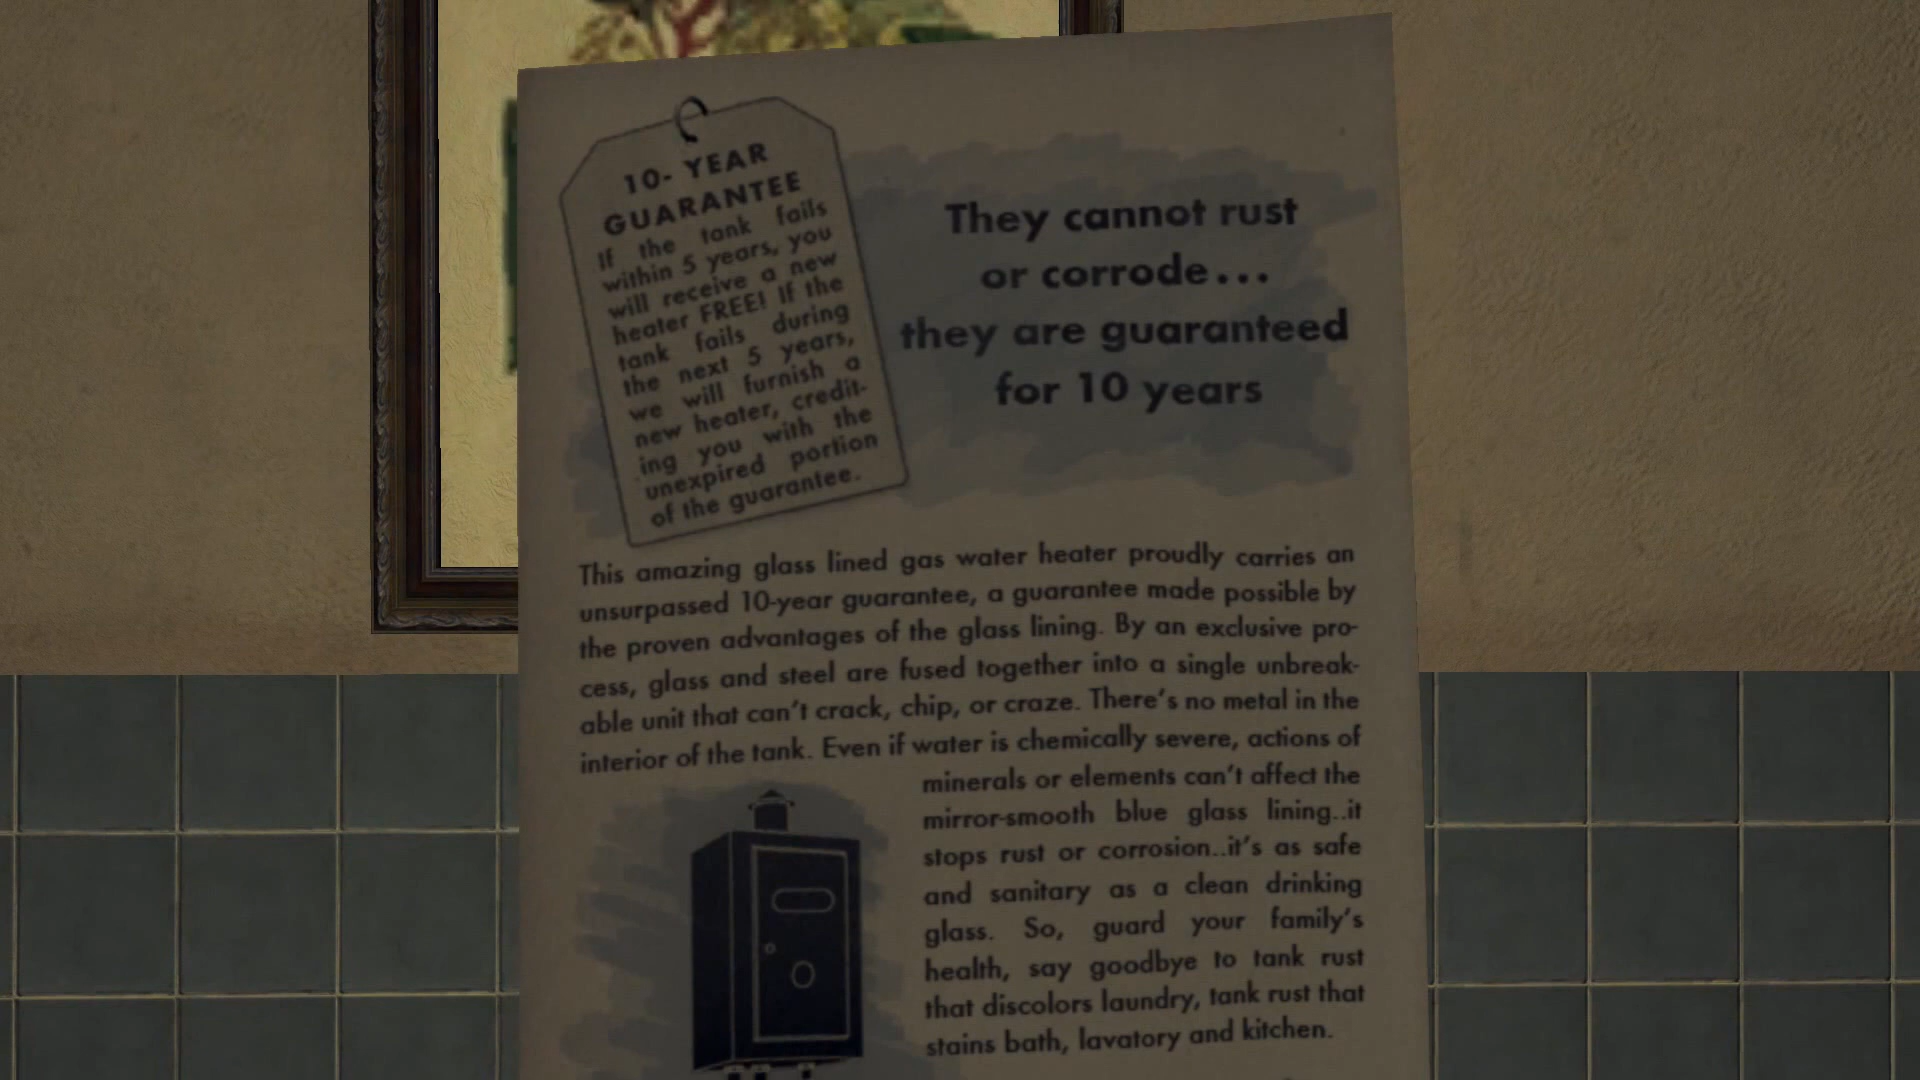 10- YEAR
GUARANTEE
If the tank fails
within 5 years, you
will receive a new
heater FREE! If the
tank fails during
the next 5 years,
we will furnish a
new heater, credit-
ing you with the
unexpired portion
of the guarantee.
They cannot rust
or corrode...
they are guaranteed
for 10 years
This amazing glass lined gas water heater proudly carries an
unsurpassed 10-year guarantee, a guarantee made possible by
the proven advantages of the glass lining. By an exclusive pro-
cess, glass and steel are fused together into a single unbreak-
able unit that can't crack, chip, or craze. There's no metal in the
interior of the tank. Even if water is chemically severe, actions of
minerals or elements can't affect the
mirror-smooth blue glass lining..it
stops rust or corrosion..it's as safe
and sanitary as a clean drinking
glass. So, guard your family's
health, say goodbye to tank rust
that discolors laundry, tank rust that
stains bath, lavatory and kitchen.